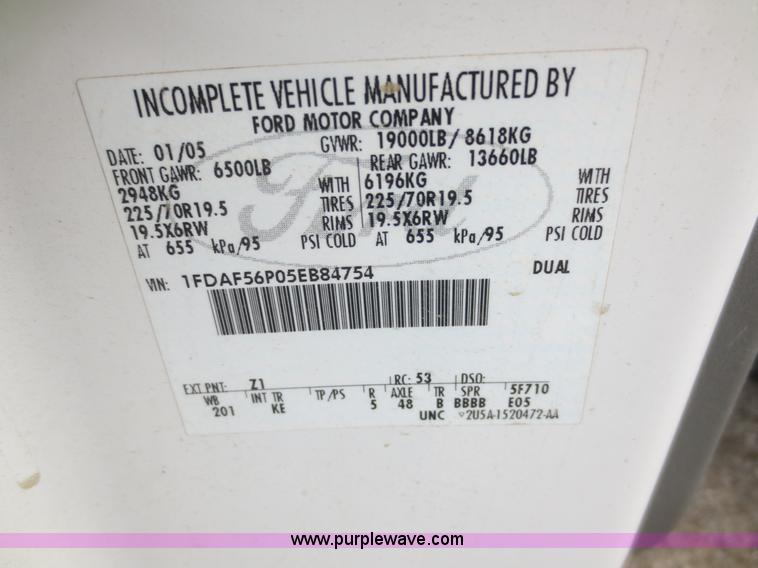 INCOMPLETE VEHICLE MANUFACTURED BY
FORD MOTOR COMPANY
DATE: 01/05 GVWR: 19000LB/ 8618KG
FRONT GAWR: 6500LB REAR GAWR: 13660LB
2948KG WITH 6196KG WITH
225/70R19.5 TIRES 225/70R19.5 TIRES
19.5X6RW RIMS 19.5X6RW RIMS
AT 655 kPa/95 PSI COLD AT 655 kPa/95 PSI COLD
VIN: 1FDAF56P05EB84754 DUAL
Ford
EXT PNT: Z1 RC: 53 DSO:
WB INT TR TP/PS R AXLE TR SPR 5F710
201 KE 5 48 B BBBB E05
UNC 2U5A-1520472-AA
www.purplewave.com